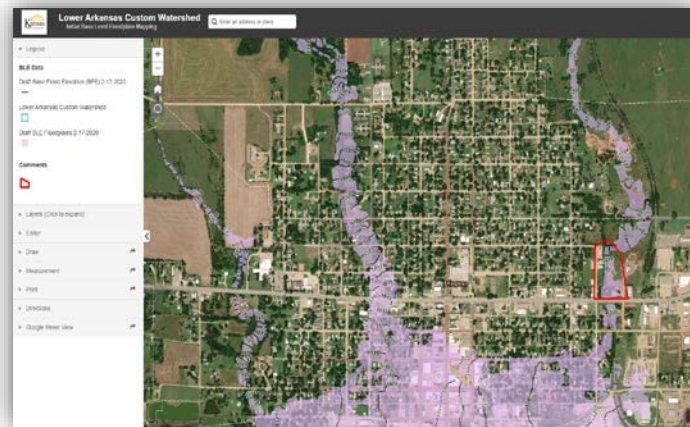 Kansas
Lower Arkansas Custom Watershed
Initial Base Level Floodplain Mapping
Enter an address or place
Legend
BLE Data
Draft Base Flood Elevation (BFE) 2-17-2020
Lower Arkansas Custom Watershed
Draft BLE Floodplains 2-17-2020
Comments
Layers (Click to expand)
Editor
Draw
Measurement
Print
Directions
Google Street View